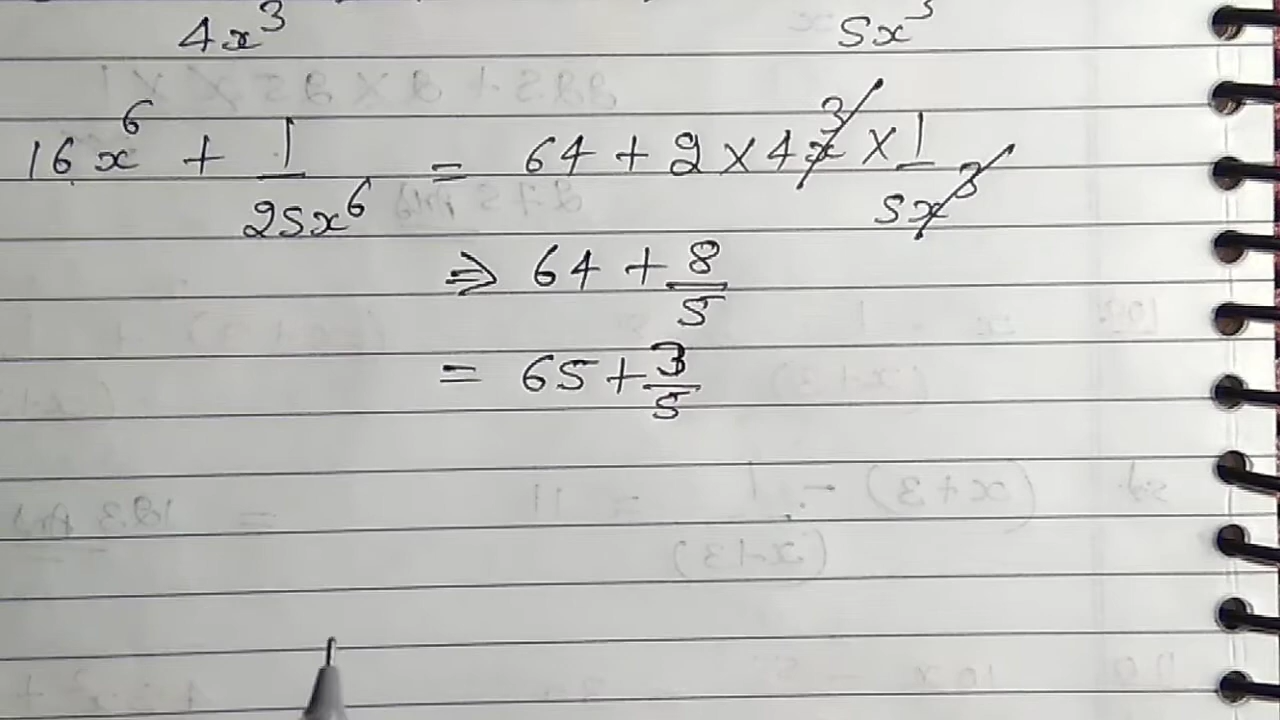 4x³ 5x³
16x⁶ + 1/25x⁶ = 64 + 2 × 4x³ × 1/5x³
⇒ 64 + 8/5
= 65 + 3/5